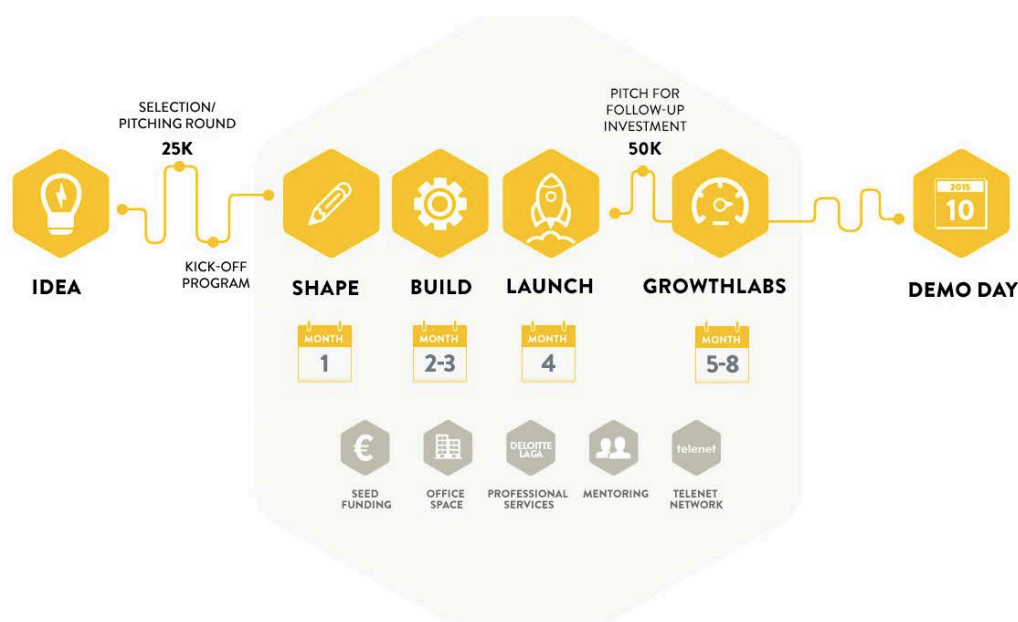 SELECTION/
PITCHING ROUND
25K
KICK-OFF
PROGRAM
PITCH FOR
FOLLOW-UP
INVESTMENT
50K
2015
10
IDEA
SHAPE
BUILD
LAUNCH
GROWTHLABS
DEMO DAY
MONTH
1
MONTH
2-3
MONTH
4
MONTH
5-8
€
DELOITTE
LAGA
telenet
SEED
FUNDING
OFFICE
SPACE
PROFESSIONAL
SERVICES
MENTORING
TELENET
NETWORK